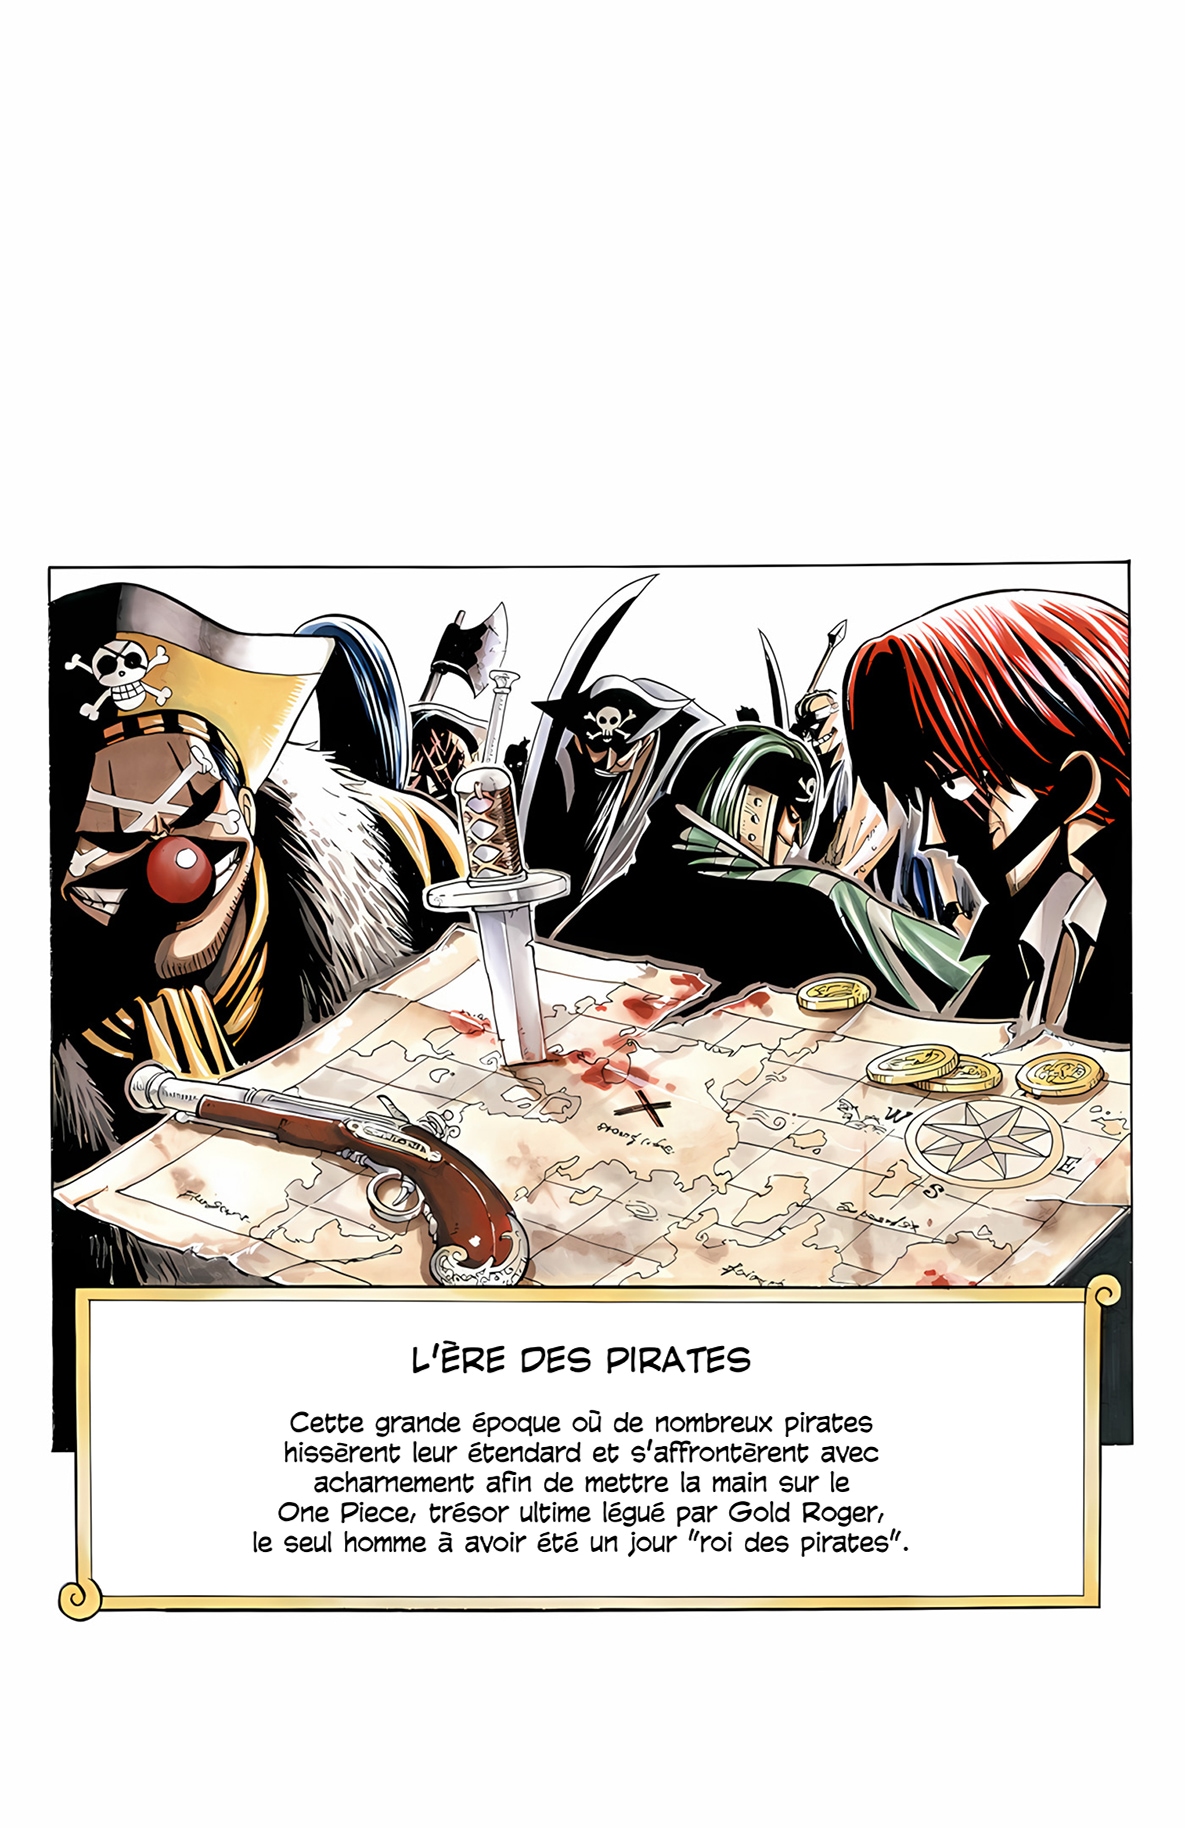 W
E
S
L'ÈRE DES PIRATES
Cette grande époque où de nombreux pirates
hissèrent leur étendard et s'affrontèrent avec
acharnement afin de mettre la main sur le
One Piece, trésor ultime légué par Gold Roger,
le seul homme à avoir été un jour "roi des pirates".